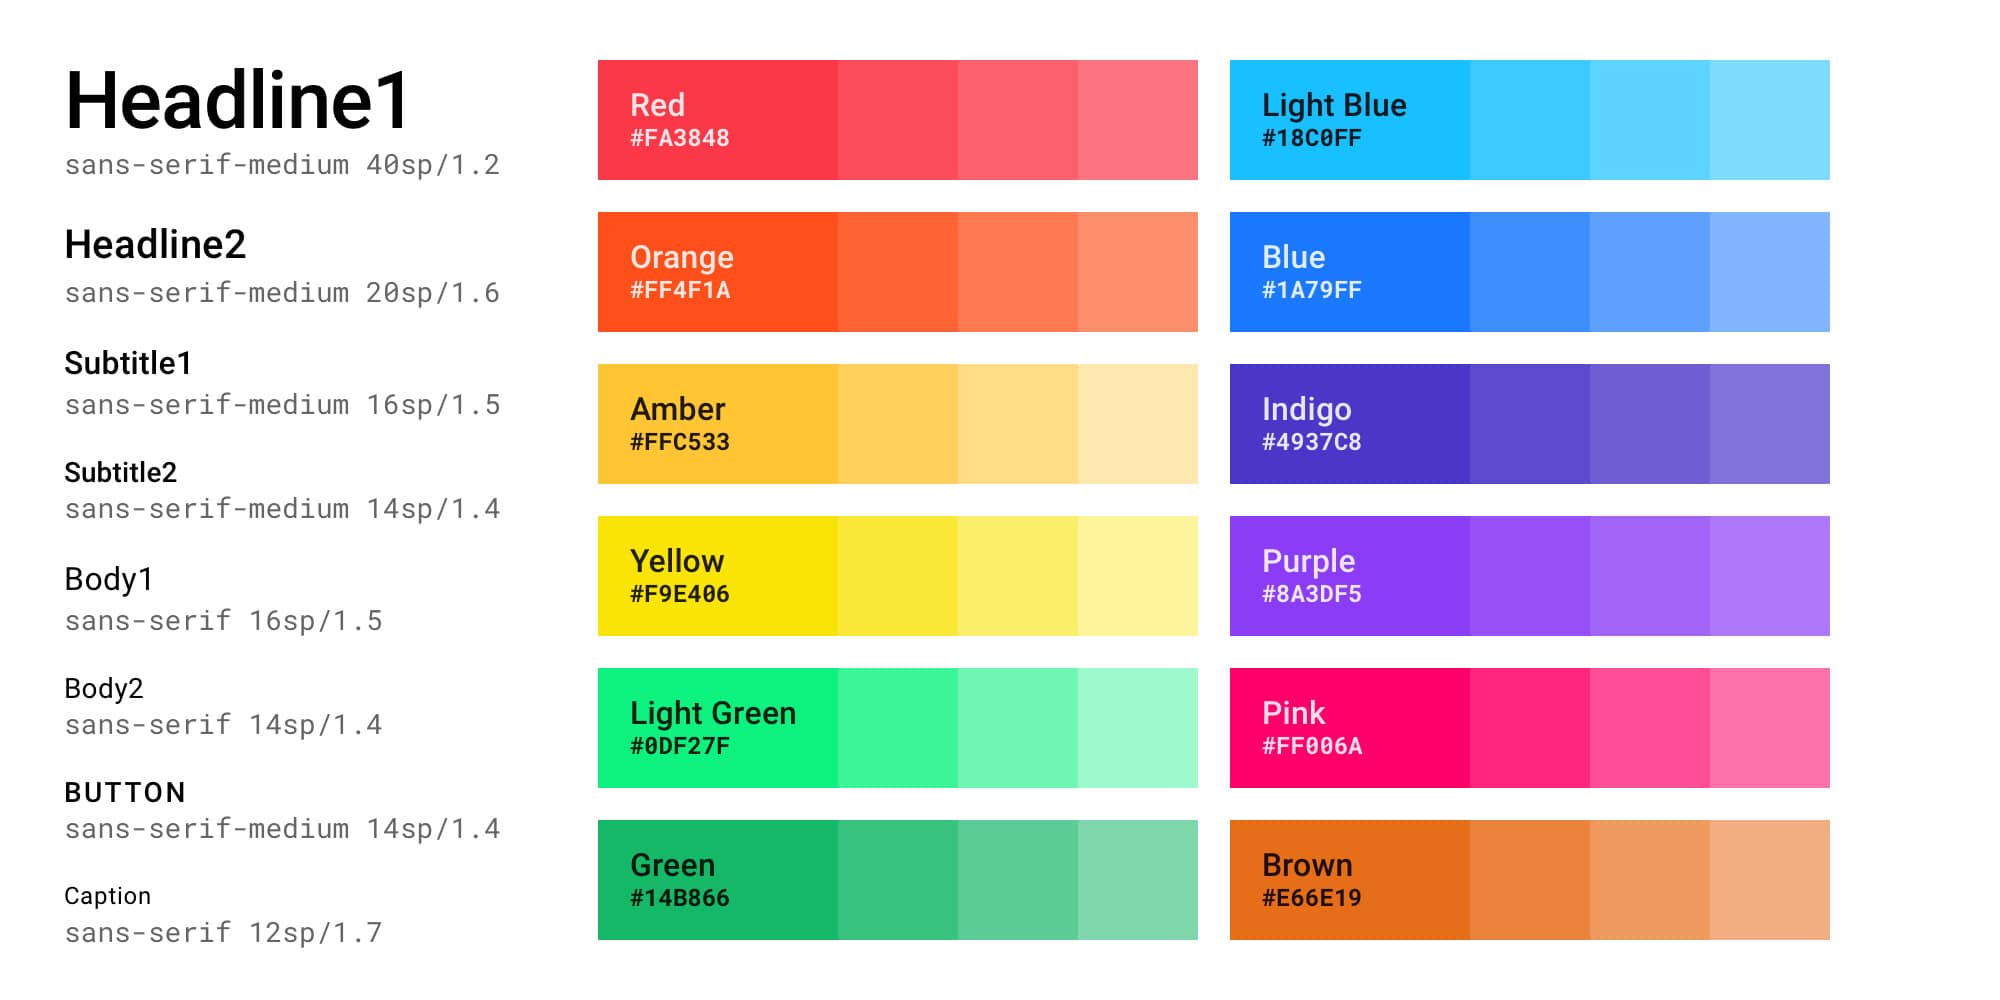 Headline1
sans-serif-medium 40sp/1.2
Headline2
sans-serif-medium 20sp/1.6
Subtitle1
sans-serif-medium 16sp/1.5
Subtitle2
sans-serif-medium 14sp/1.4
Body1
sans-serif 16sp/1.5
Body2
sans-serif 14sp/1.4
BUTTON
sans-serif-medium 14sp/1.4
Caption
sans-serif 12sp/1.7
Red
#FA3848
Orange
#FF4F1A
Amber
#FFC533
Yellow
#F9E406
Light Green
#0DF27F
Green
#14B866
Light Blue
#18C0FF
Blue
#1A79FF
Indigo
#4937C8
Purple
#8A3DF5
Pink
#FF006A
Brown
#E66E19